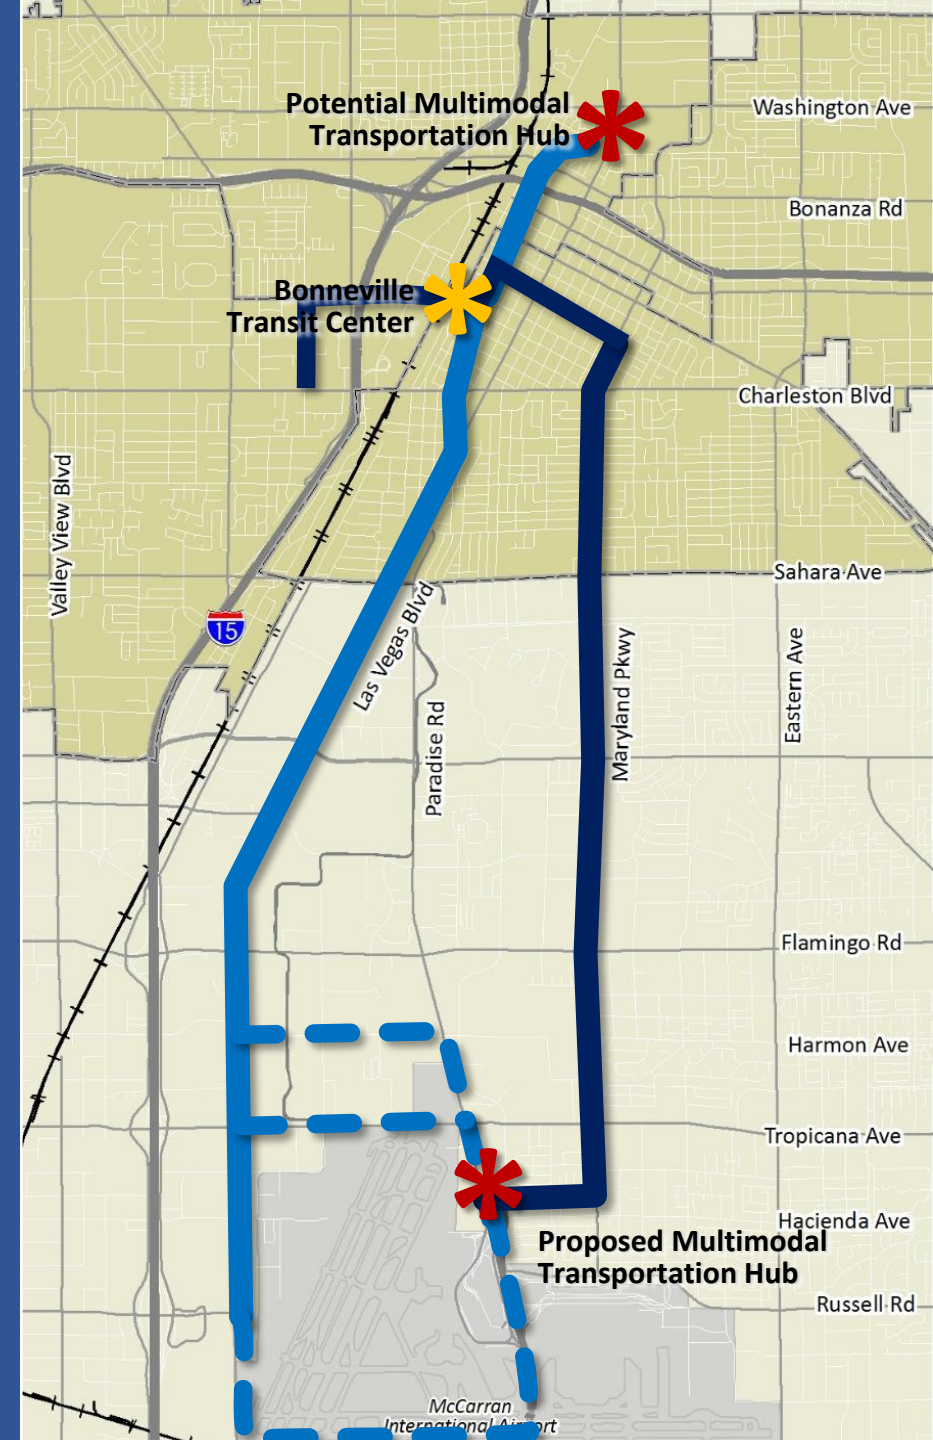 Potential Multimodal
Transportation Hub
Washington Ave
Bonanza Rd
Bonneville
Transit Center
Charleston Blvd
Valley View Blvd
Sahara Ave
15
Las Vegas Blvd
Paradise Rd
Maryland Pkwy
Eastern Ave
Flamingo Rd
Harmon Ave
Tropicana Ave
Hacienda Ave
Proposed Multimodal
Transportation Hub
Russell Rd
McCarran
International Airport